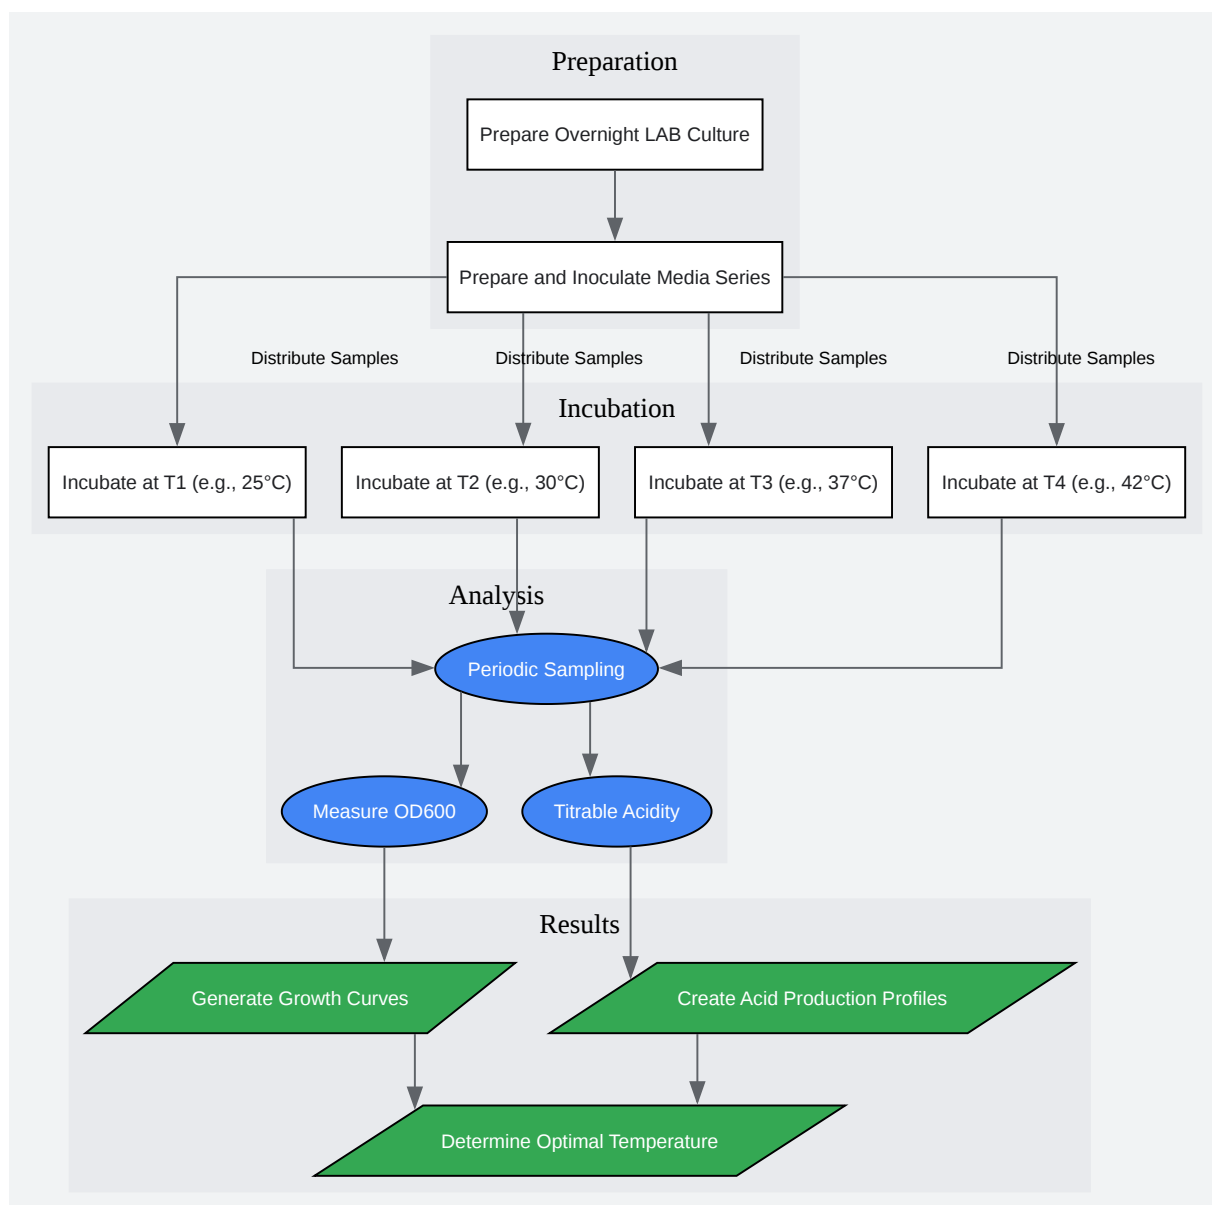 Preparation
Prepare Overnight LAB Culture
Prepare and Inoculate Media Series
Distribute Samples
Distribute Samples
Distribute Samples
Distribute Samples
Incubation
Incubate at T1 (e.g., 25°C)
Incubate at T2 (e.g., 30°C)
Incubate at T3 (e.g., 37°C)
Incubate at T4 (e.g., 42°C)
Analysis
Periodic Sampling
Measure OD600
Titrable Acidity
Results
Generate Growth Curves
Create Acid Production Profiles
Determine Optimal Temperature